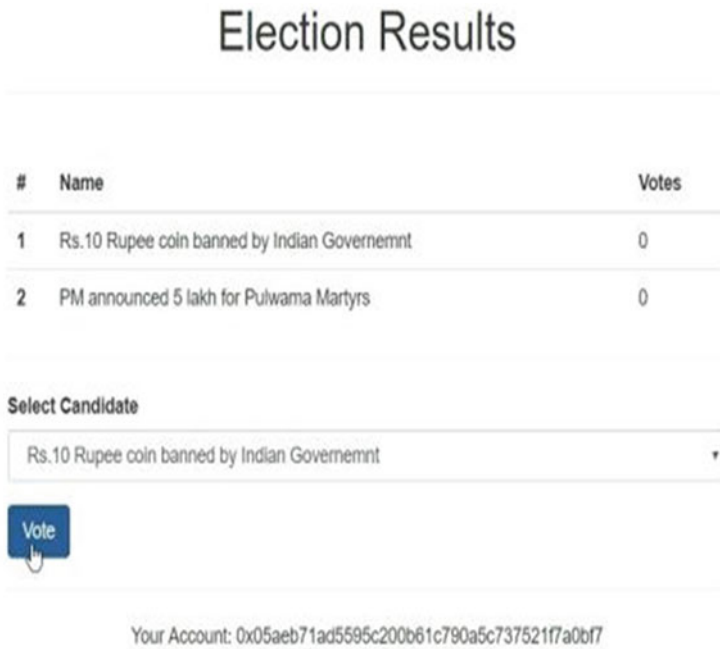 Election Results
# Name Votes
1 Rs.10 Rupee coin banned by Indian Governemnt 0
2 PM announced 5 lakh for Pulwama Martyrs 0
Select Candidate
Rs.10 Rupee coin banned by Indian Governemnt
Vote
Your Account: 0x05aeb71ad5595c200b61c790a5c737521f7a0bf7